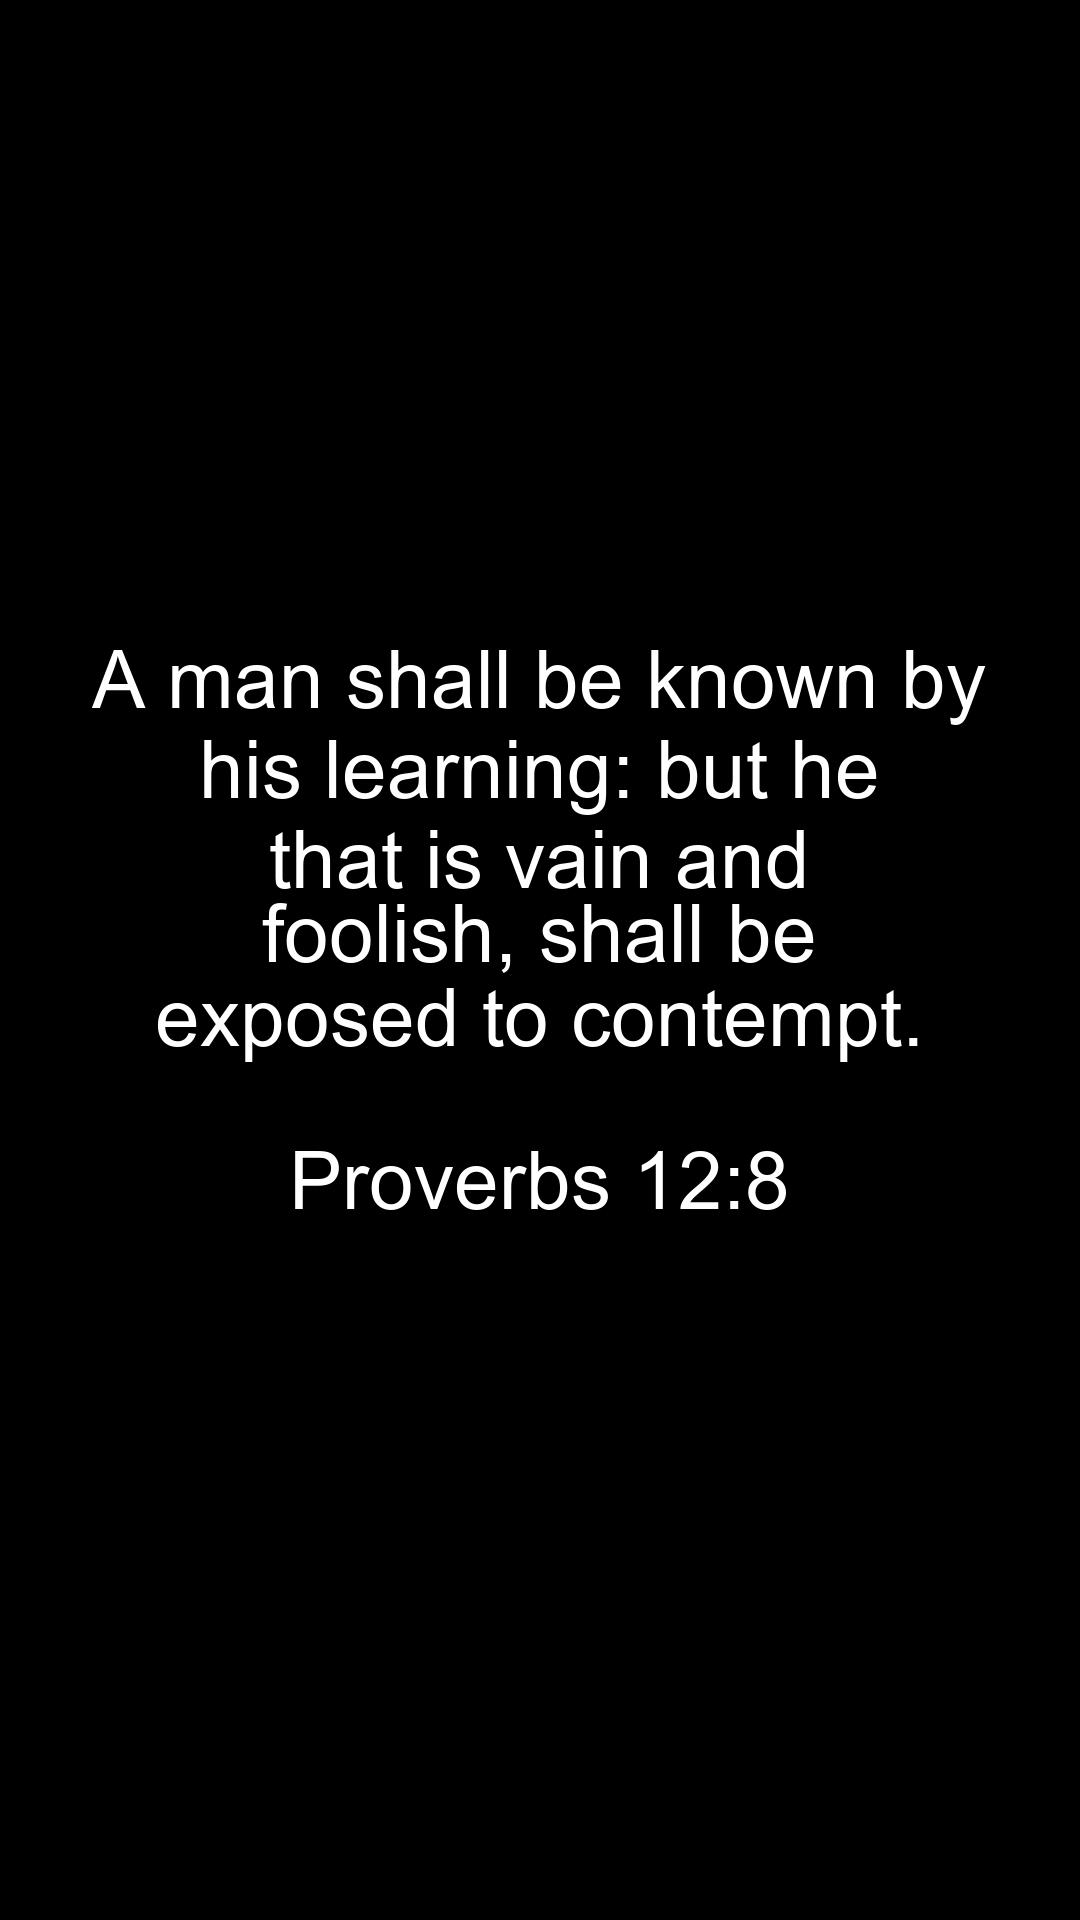 A man shall be known by
his learning: but he
that is vain and
foolish, shall be
exposed to contempt.
Proverbs 12:8